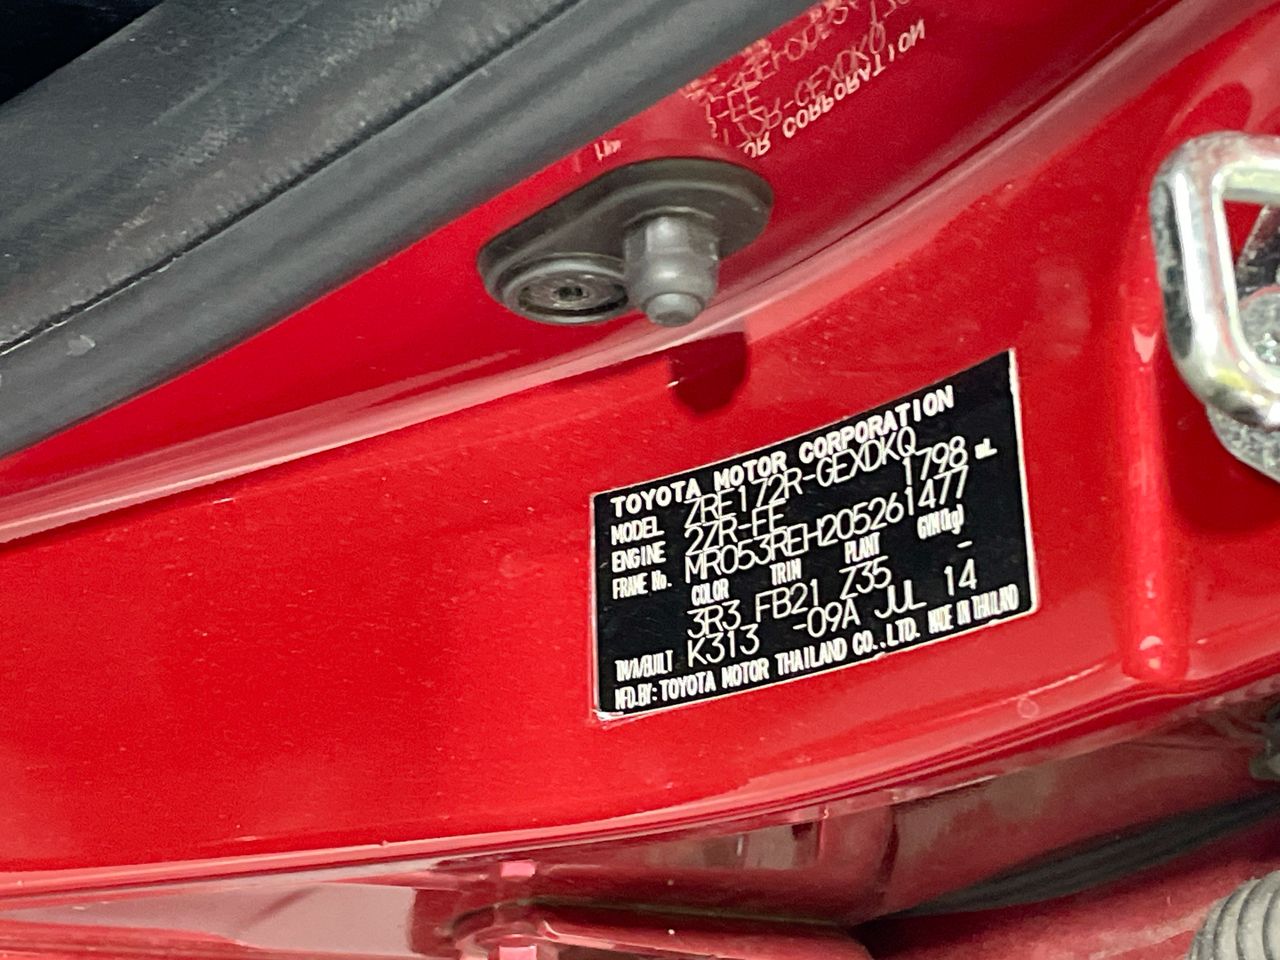 TOYOTA MOTOR CORPORATION
MODEL ZRE172R-GEXDKQ
ENGINE 2ZR-FE 1798 mL
FRAME No. MR053REH205261477
COLOR TRIM PLANT GVM(kg)
3R3 FB21 Z35 -
TM/A/BUILT K313 -09A JUL 14
MFD.BY: TOYOTA MOTOR THAILAND CO.,LTD. MADE IN THAILAND